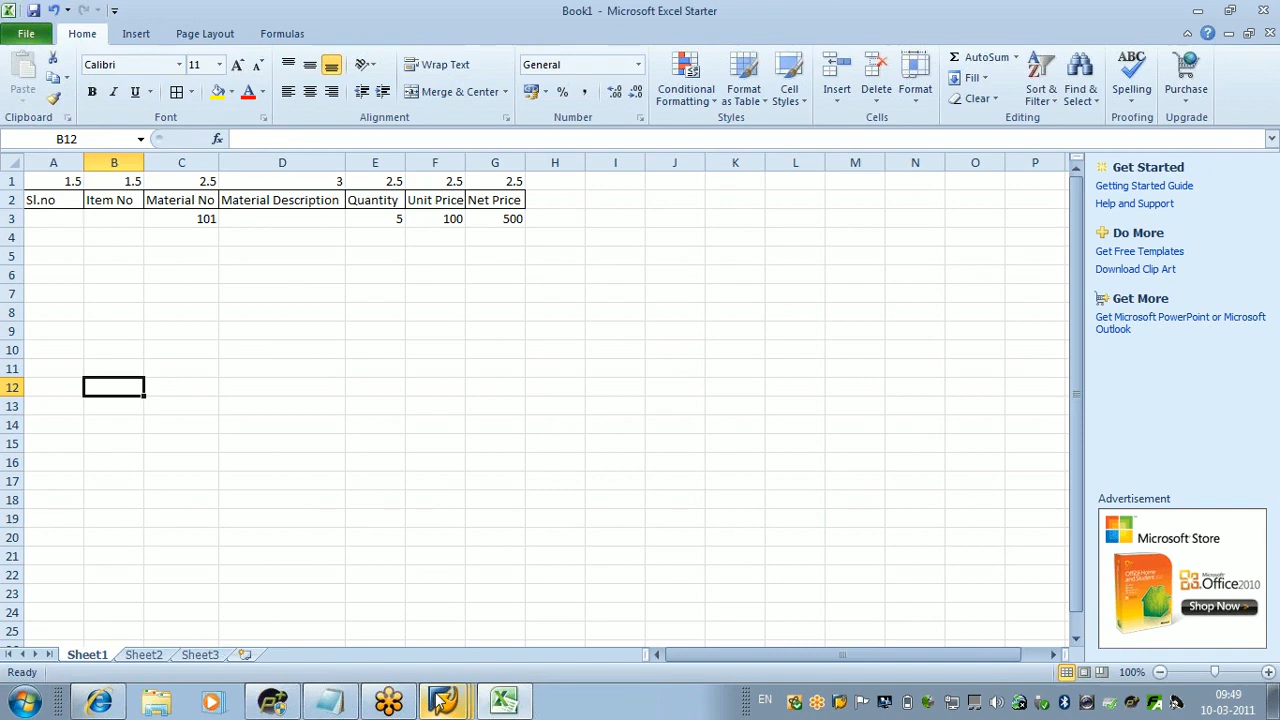 Book1 - Microsoft Excel Starter
File Home Insert Page Layout Formulas
Paste
Calibri 11
B I U
Wrap Text
Merge & Center
General
%
Conditional Formatting
Format as Table
Cell Styles
Insert
Delete
Format
AutoSum
Fill
Clear
Sort & Filter
Find & Select
ABC
Spelling
Purchase
Clipboard Font Alignment Number Styles Cells Editing Proofing Upgrade
B12 fx
A B C D E F G H I J K L M N O P
1 1.5 1.5 2.5 3 2.5 2.5 2.5
2 Sl.no Item No Material No Material Description Quantity Unit Price Net Price
3 101 5 100 500
4
5
6
7
8
9
10
11
12
13
14
15
16
17
18
19
20
21
22
23
24
25
Get Started
Getting Started Guide
Help and Support
Do More
Get Free Templates
Download Clip Art
Get More
Get Microsoft PowerPoint or Microsoft
Outlook
Advertisement
Microsoft Store
Microsoft
Office 2010
Shop Now >
Sheet1 Sheet2 Sheet3
Ready 100%
EN
09:49
10-03-2011